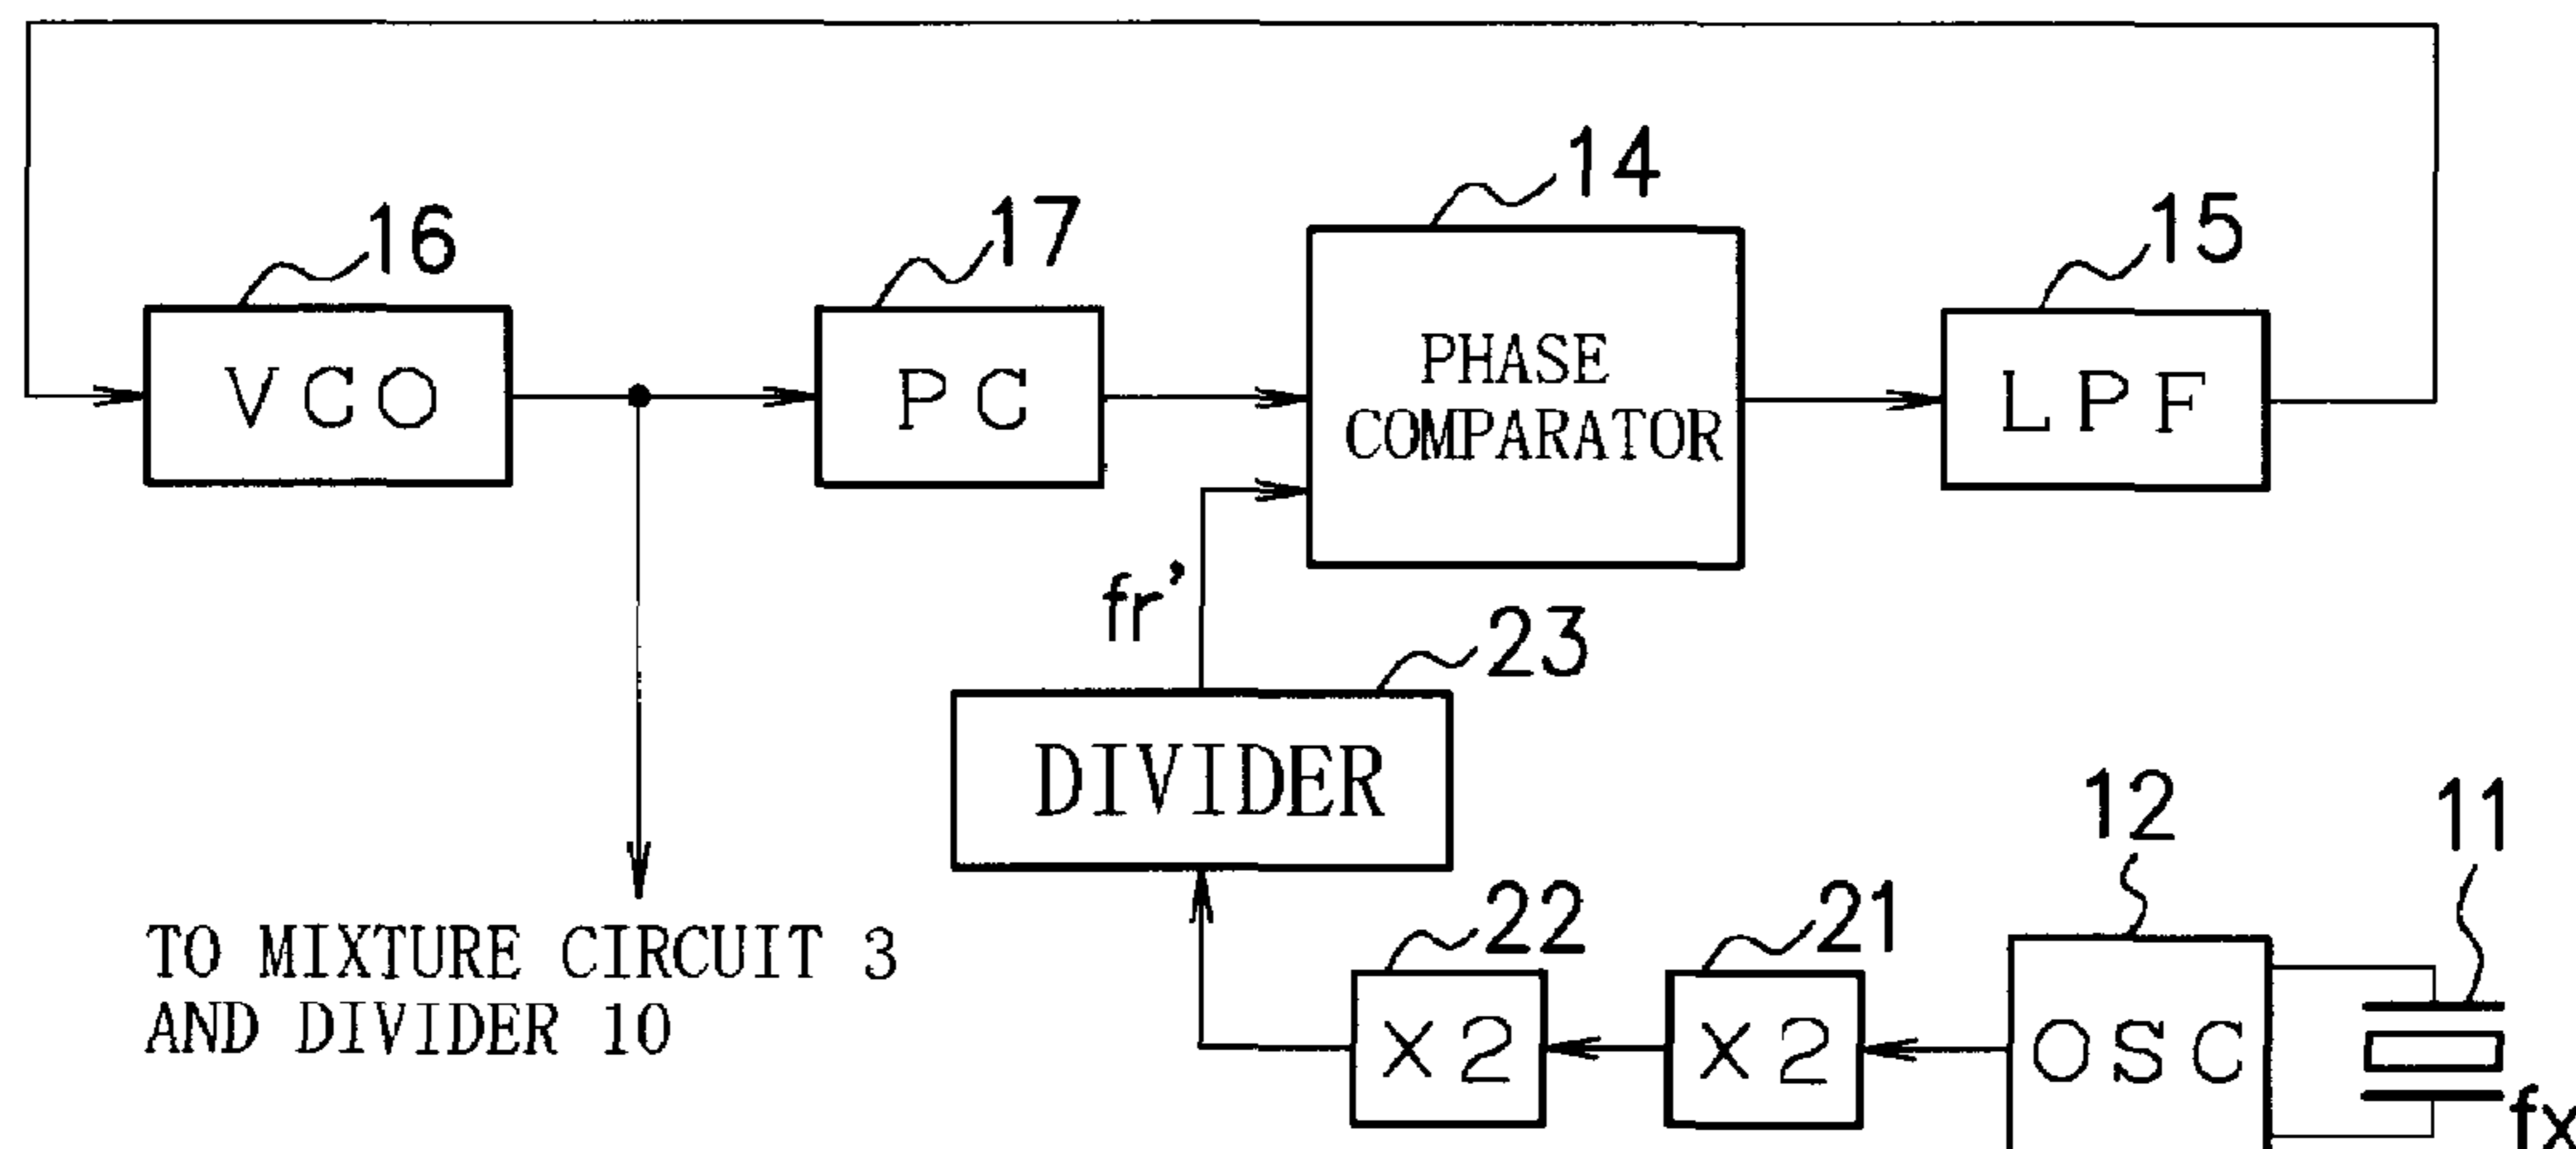 14
16
17
15
VCO
PC
PHASE
COMPARATOR
LPF
fr'
23
DIVIDER
12
11
22
21
TO MIXTURE CIRCUIT 3
AND DIVIDER 10
X2
X2
OSC
fx